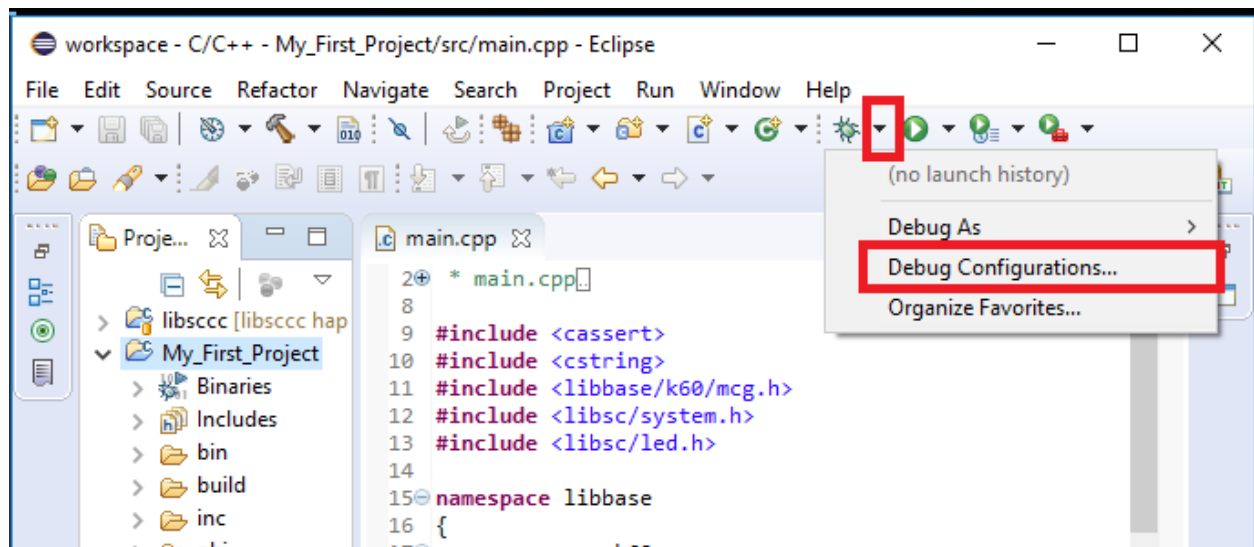 workspace - C/C++ - My_First_Project/src/main.cpp - Eclipse
File Edit Source Refactor Navigate Search Project Run Window Help
(no launch history)
Debug As
Debug Configurations...
Organize Favorites...
Proje...
libsccc [libsccc hap
My_First_Project
Binaries
Includes
bin
build
inc
main.cpp
2 * main.cpp
8
9 #include <cassert>
10 #include <cstring>
11 #include <libbase/k60/mcg.h>
12 #include <libsc/system.h>
13 #include <libsc/led.h>
14
15 namespace libbase
16 {